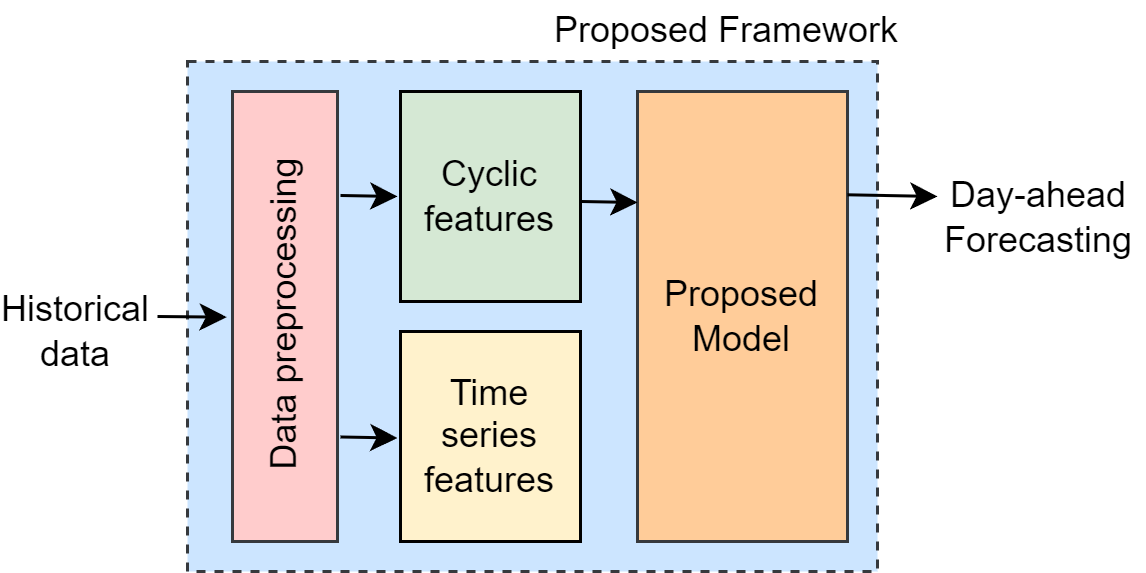 Proposed Framework
Historical
data
Data preprocessing
Cyclic
features
Time
series
features
Proposed
Model
Day-ahead
Forecasting